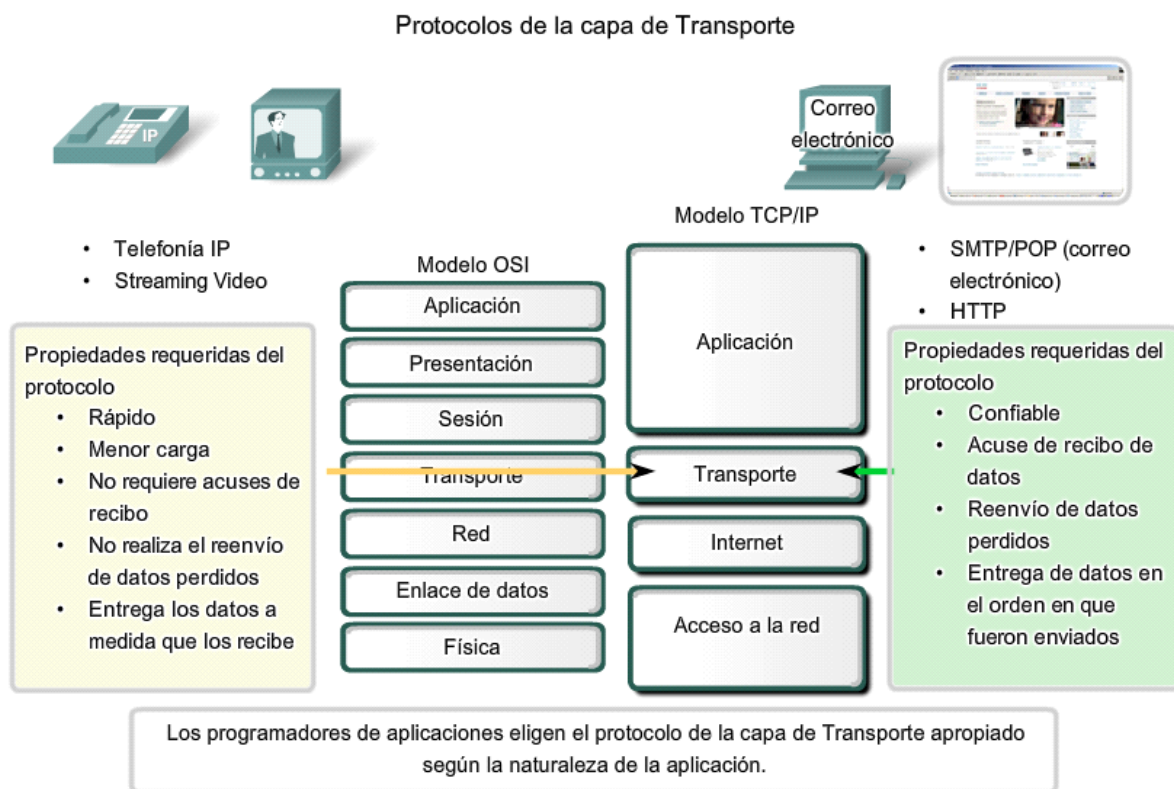 Protocolos de la capa de Transporte
IP
Correo
electrónico
• Telefonía IP
• Streaming Video
Propiedades requeridas del
protocolo
• Rápido
• Menor carga
• No requiere acuses de
recibo
• No realiza el reenvío
de datos perdidos
• Entrega los datos a
medida que los recibe
Modelo OSI
Aplicación
Presentación
Sesión
Transporte
Red
Enlace de datos
Física
Modelo TCP/IP
Aplicación
Transporte
Internet
Acceso a la red
• SMTP/POP (correo
electrónico)
• HTTP
Propiedades requeridas del
protocolo
• Confiable
• Acuse de recibo de
datos
• Reenvío de datos
perdidos
• Entrega de datos en
el orden en que
fueron enviados
Los programadores de aplicaciones eligen el protocolo de la capa de Transporte apropiado
según la naturaleza de la aplicación.